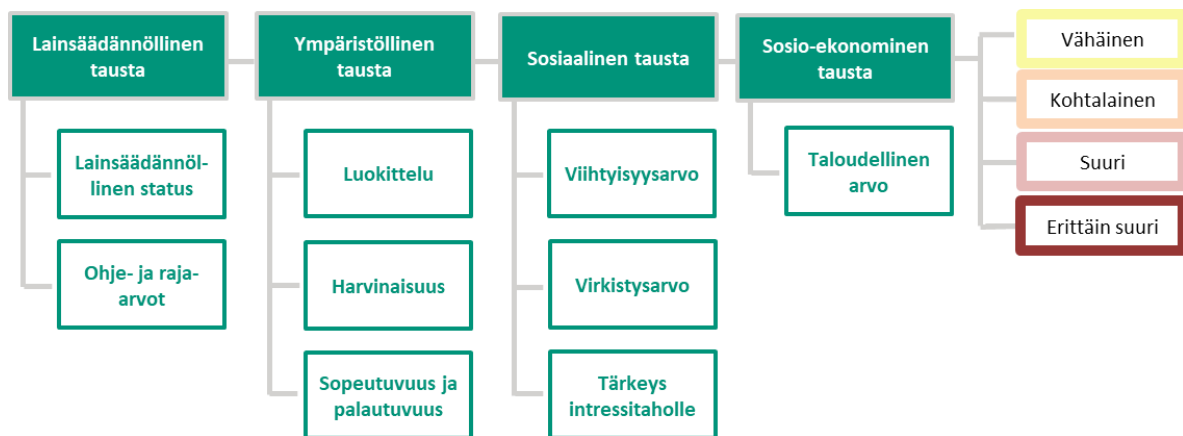 Lainsäädännöllinen
tausta
Lainsäädännöl-
linen status
Ohje- ja raja-
arvot
Ympäristöllinen
tausta
Luokittelu
Harvinaisuus
Sopeutuvuus ja
palautuvuus
Sosiaalinen tausta
Viihtyisyysarvo
Virkistysarvo
Tärkeys
intressitaholle
Sosio-ekonominen
tausta
Taloudellinen
arvo
Vähäinen
Kohtalainen
Suuri
Erittäin suuri